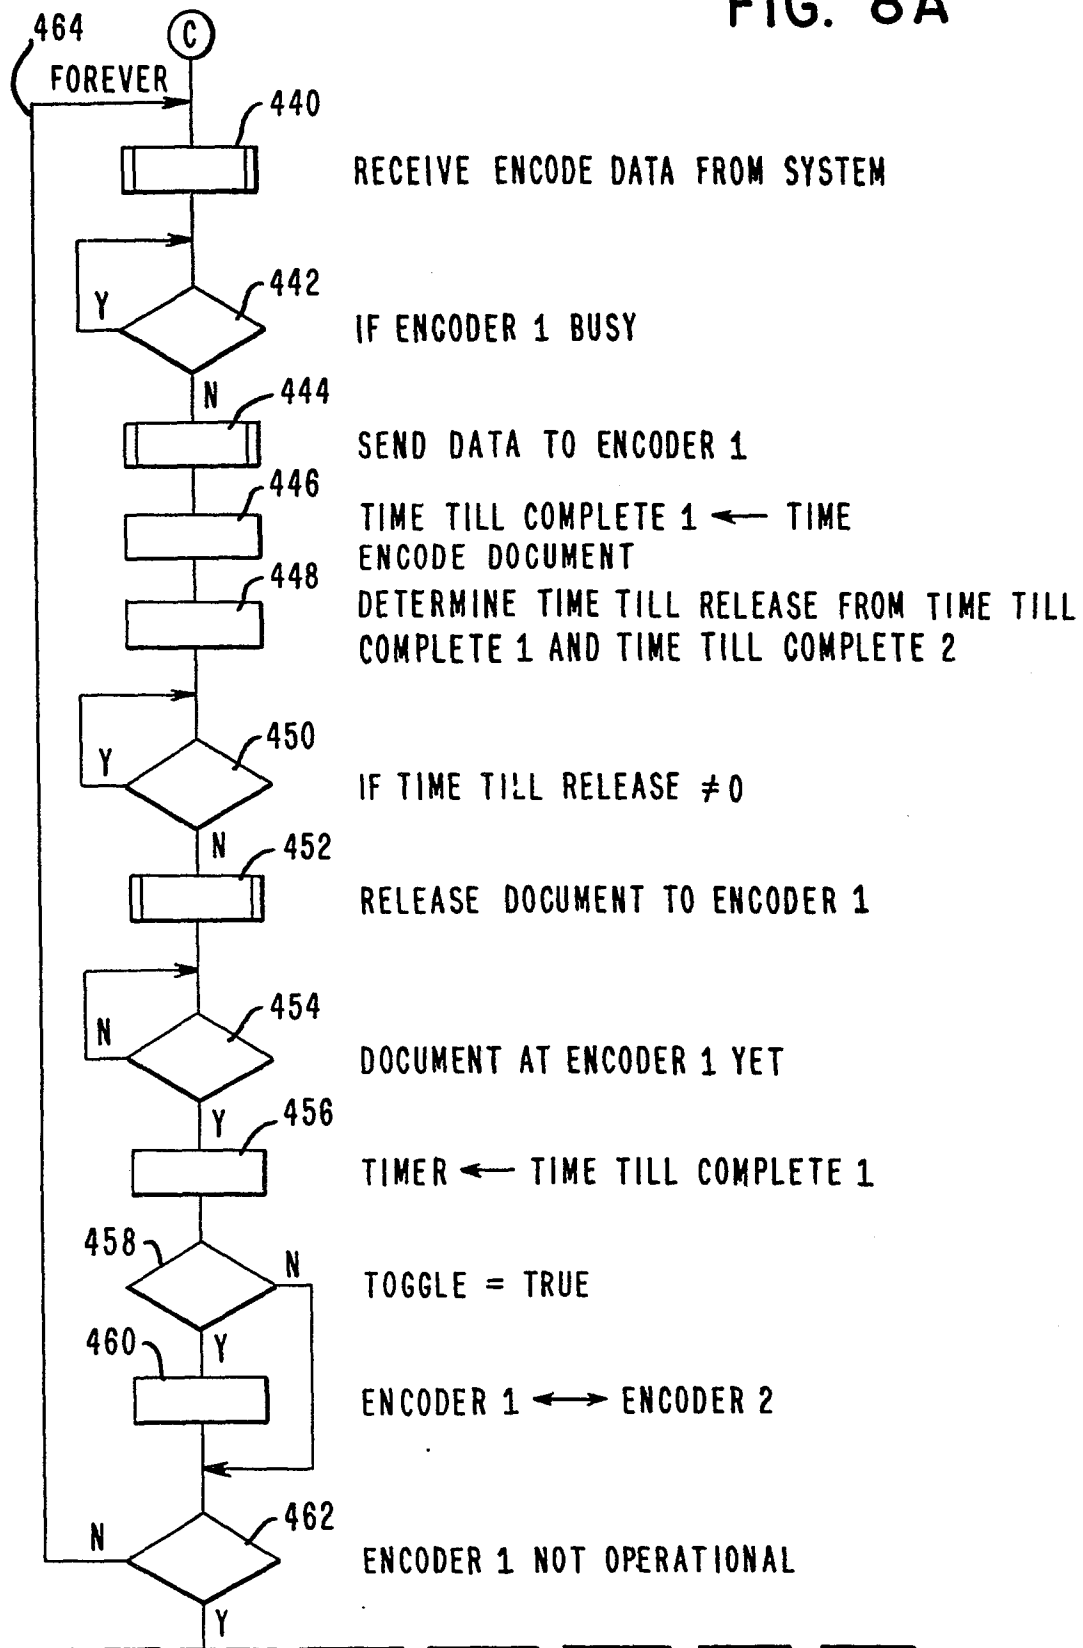 FIG. 8A
464
C
FOREVER
440
RECEIVE ENCODE DATA FROM SYSTEM
442
Y
IF ENCODER 1 BUSY
N
444
SEND DATA TO ENCODER 1
446
TIME TILL COMPLETE 1 ← TIME
ENCODE DOCUMENT
448
DETERMINE TIME TILL RELEASE FROM TIME TILL
COMPLETE 1 AND TIME TILL COMPLETE 2
450
Y
IF TIME TILL RELEASE ≠ 0
N
452
RELEASE DOCUMENT TO ENCODER 1
454
N
DOCUMENT AT ENCODER 1 YET
Y
456
TIMER ← TIME TILL COMPLETE 1
458
N
TOGGLE = TRUE
460
Y
ENCODER 1 ↔ ENCODER 2
462
N
ENCODER 1 NOT OPERATIONAL
Y